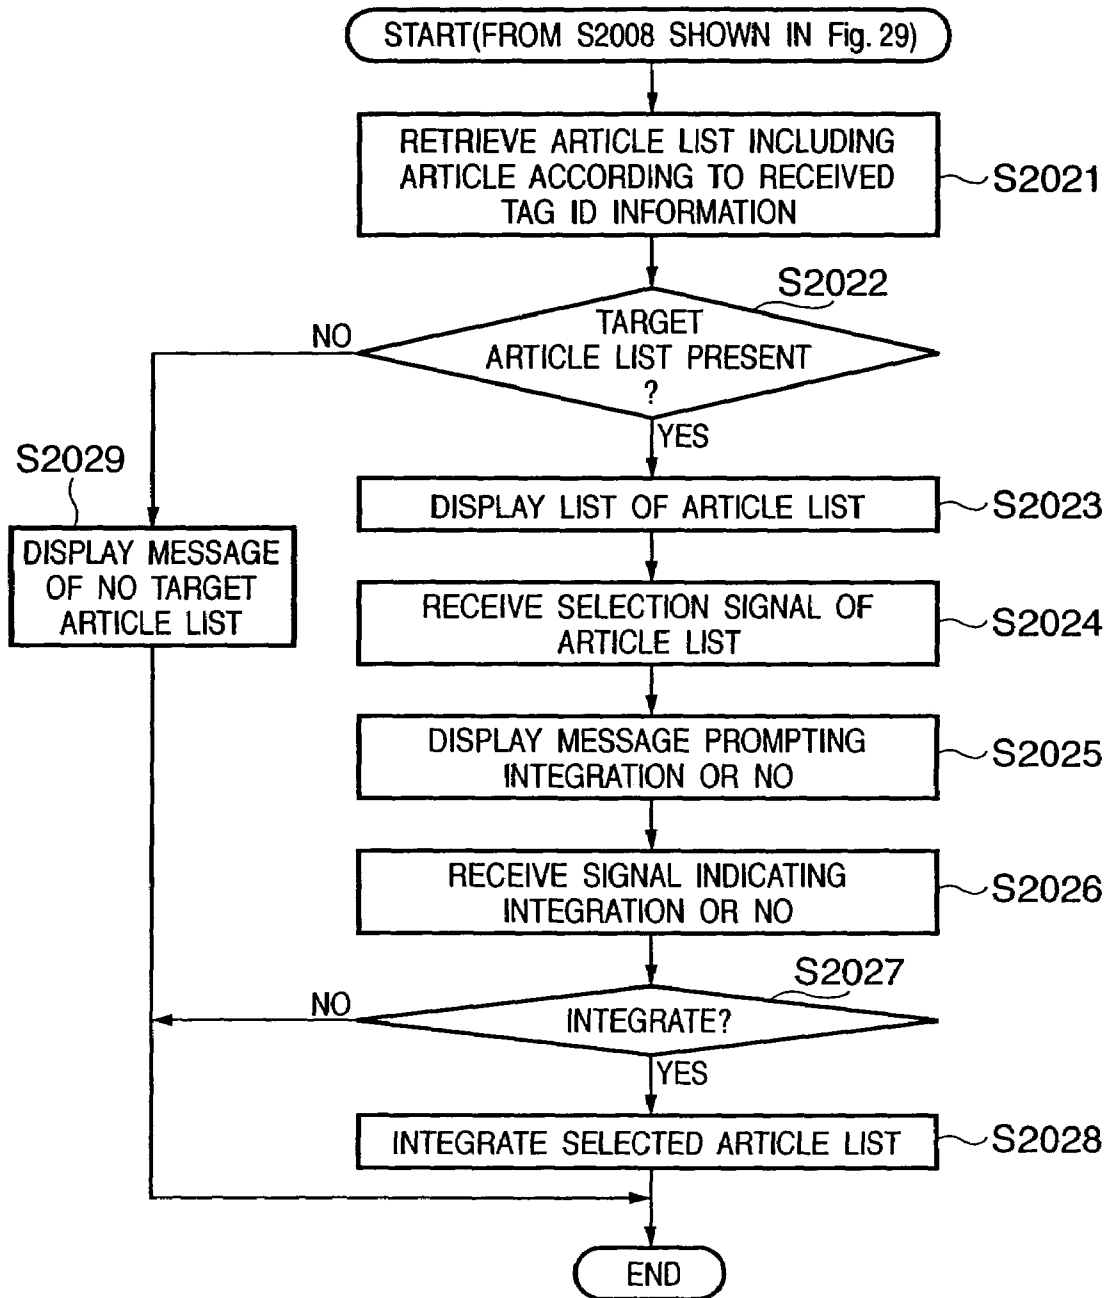 START(FROM S2008 SHOWN IN Fig. 29)
RETRIEVE ARTICLE LIST INCLUDING
ARTICLE ACCORDING TO RECEIVED
TAG ID INFORMATION
S2021
S2022
TARGET
ARTICLE LIST PRESENT
?
NO
YES
S2029
DISPLAY MESSAGE
OF NO TARGET
ARTICLE LIST
DISPLAY LIST OF ARTICLE LIST
S2023
RECEIVE SELECTION SIGNAL OF
ARTICLE LIST
S2024
DISPLAY MESSAGE PROMPTING
INTEGRATION OR NO
S2025
RECEIVE SIGNAL INDICATING
INTEGRATION OR NO
S2026
S2027
NO
INTEGRATE?
YES
INTEGRATE SELECTED ARTICLE LIST
S2028
END